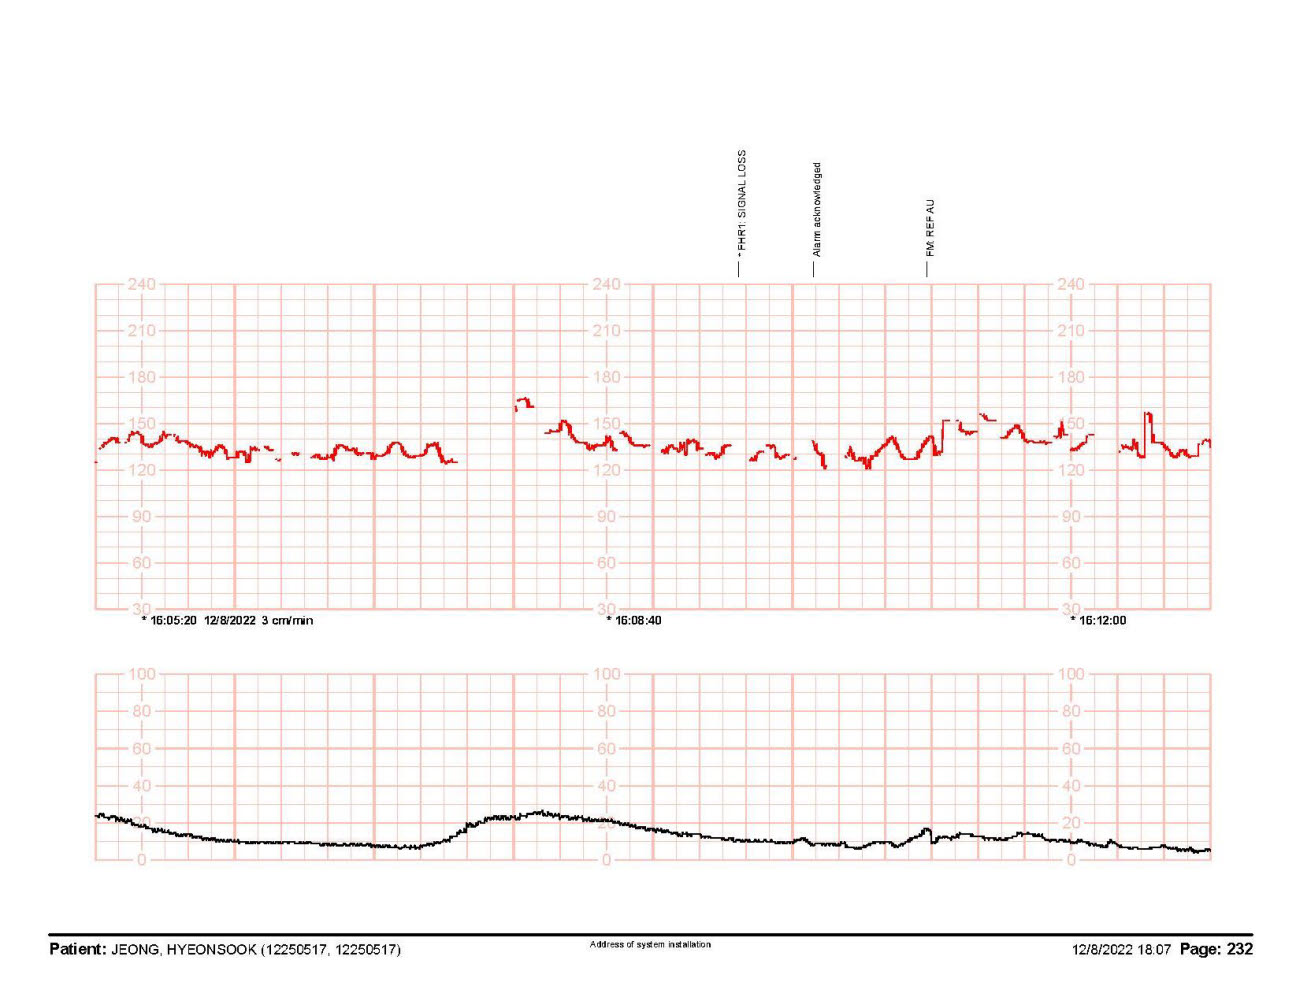 * FHR1: SIGNAL LOSS
Alarm acknowledged
FM: REF AU
240 240 240
210 210 210
180 180 180
150 150 150
120 120 120
90 90 90
60 60 60
30 30 30
* 16:05:20 12/8/2022 3 cm/min * 16:08:40 * 16:12:00
100 100 100
80 80 80
60 60 60
40 40 40
20 20 20
0 0 0
Patient: JEONG, HYEONSOOK (12250517, 12250517) Address of system installation 12/8/2022 18:07 Page: 232